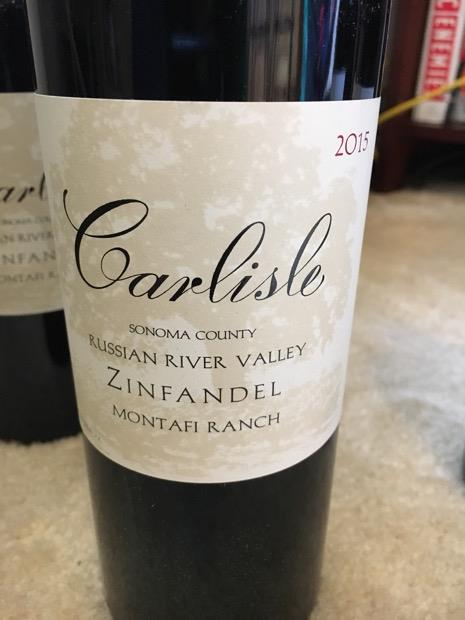 2015
Carlisle
SONOMA COUNTY
RUSSIAN RIVER VALLEY
ZINFANDEL
MONTAFI RANCH